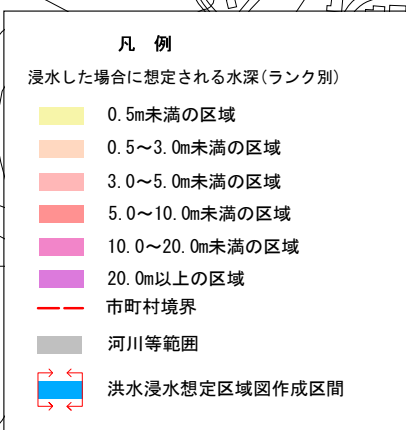 凡 例
浸水した場合に想定される水深(ランク別)
0.5m未満の区域
0.5～3.0m未満の区域
3.0～5.0m未満の区域
5.0～10.0m未満の区域
10.0～20.0m未満の区域
20.0m以上の区域
市町村境界
河川等範囲
洪水浸水想定区域図作成区間